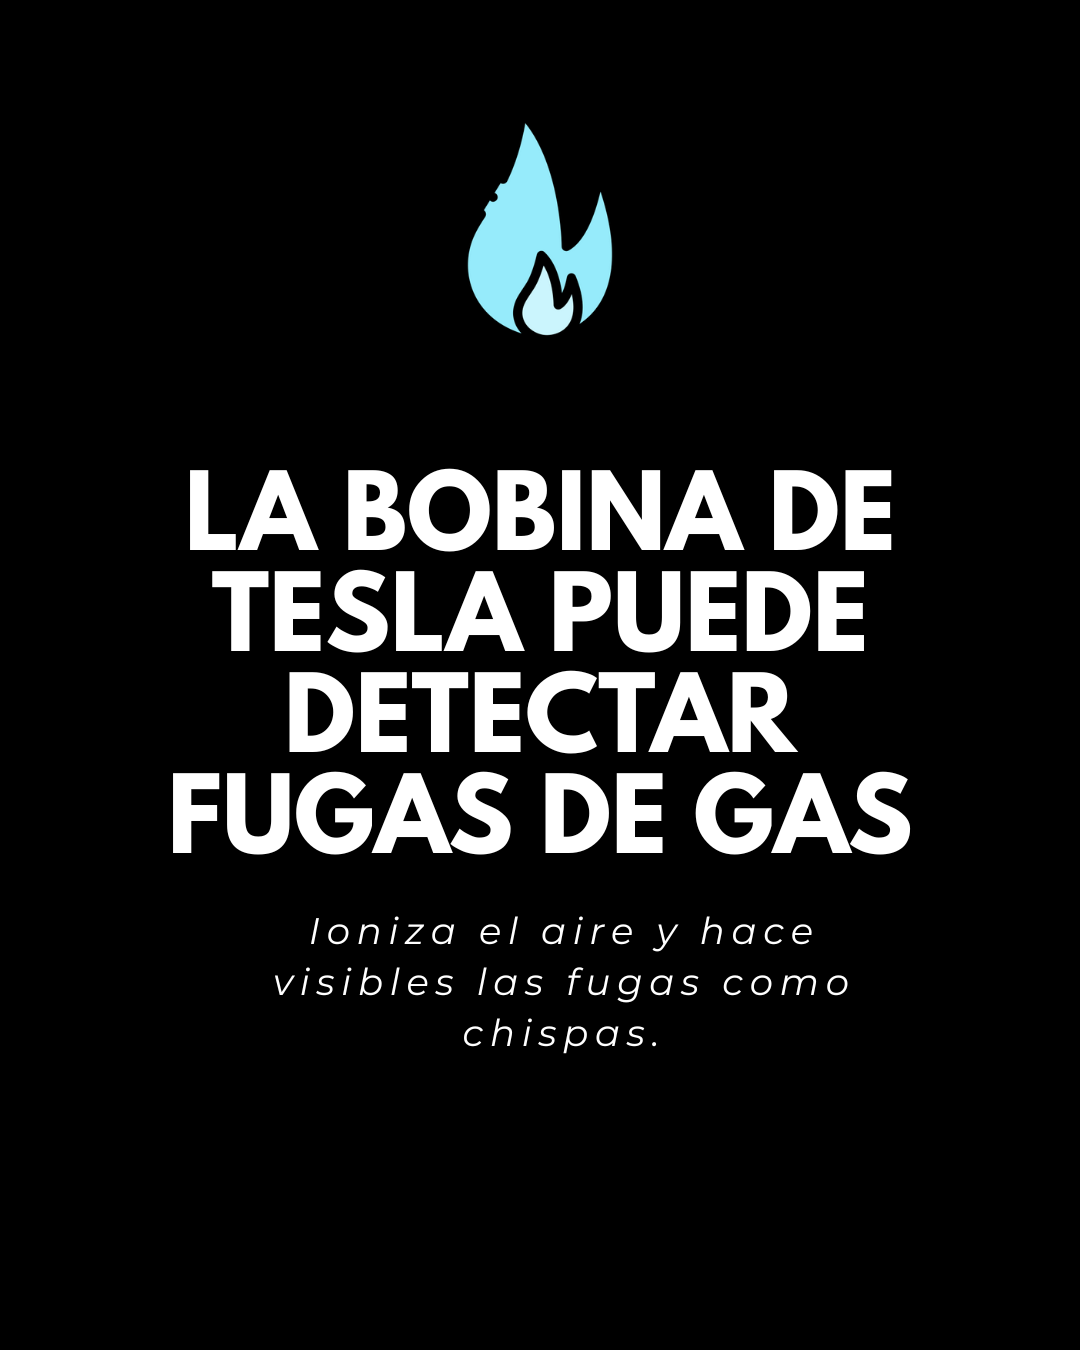 LA BOBINA DE
TESLA PUEDE
DETECTAR
FUGAS DE GAS
Ioniza el aire y hace
visibles las fugas como
chispas.